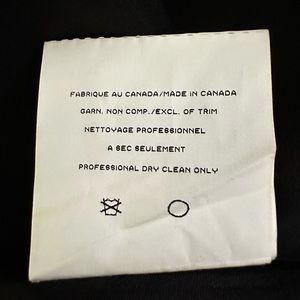 FABRIQUE AU CANADA/MADE IN CANADA
GARN. NON COMP./EXCL. OF TRIM
NETTOYAGE PROFESSIONNEL
A SEC SEULEMENT
PROFESSIONAL DRY CLEAN ONLY